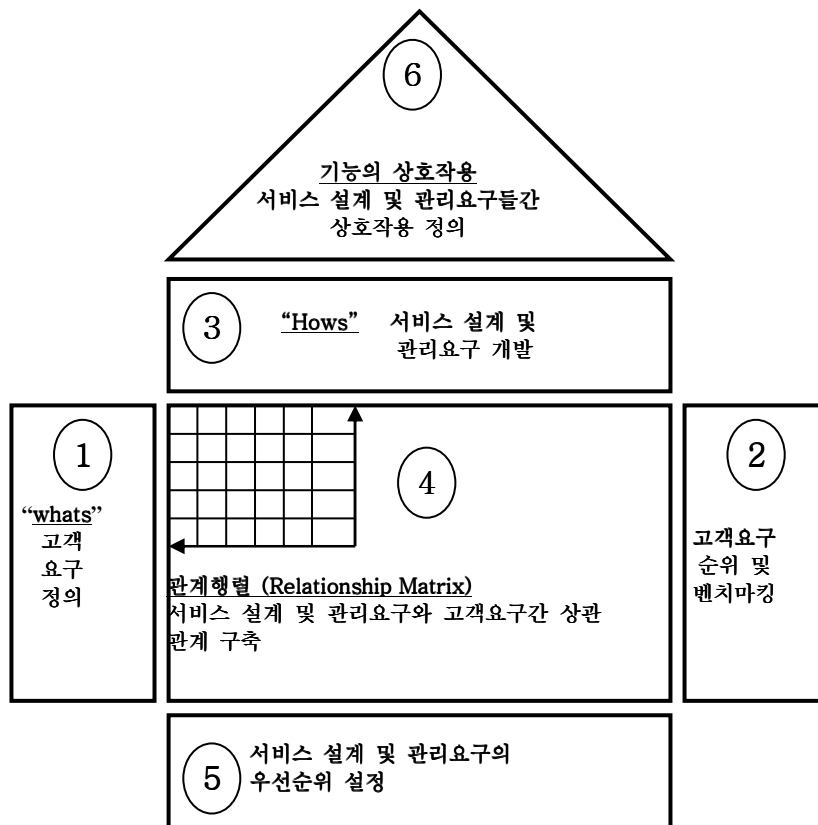 6
기능의 상호작용
서비스 설계 및 관리요구들간
상호작용 정의
3
“Hows” 서비스 설계 및
관리요구 개발
1
“whats”
고객
요구
정의
4
관계행렬 (Relationship Matrix)
서비스 설계 및 관리요구와 고객요구간 상관
관계 구축
2
고객요구
순위 및
벤치마킹
5
서비스 설계 및 관리요구의
우선순위 설정